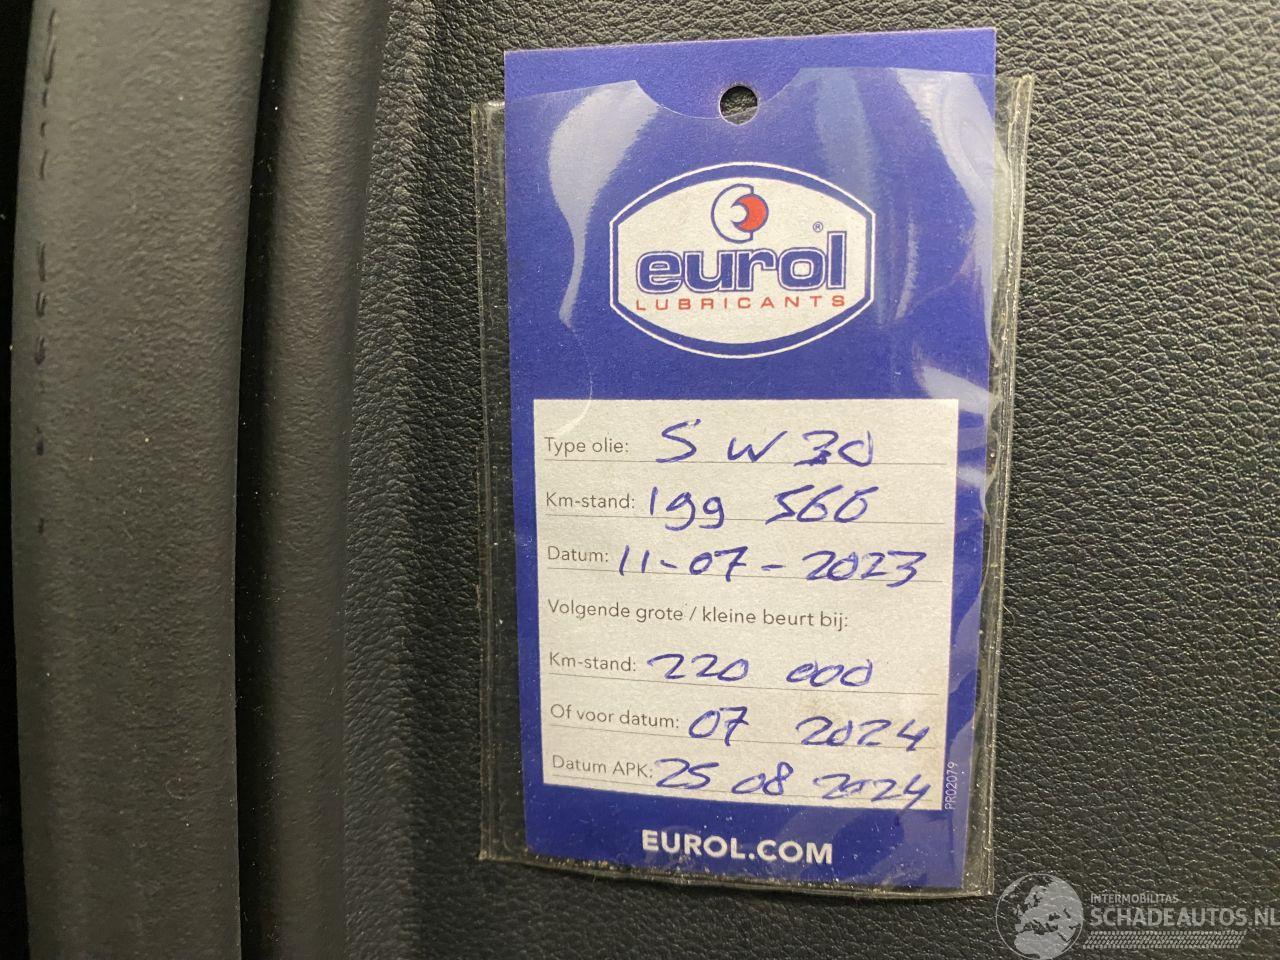 eurol®
LUBRICANTS
Type olie: 5 W 30
Km-stand: 199 566
Datum: 11-07-2023
Volgende grote / kleine beurt bij:
Km-stand: 220 000
Of voor datum: 07 2024
Datum APK: 25 08 2024
PR02079
EUROL.COM
INTERMOBILITAS
SCHADEAUTOS.NL